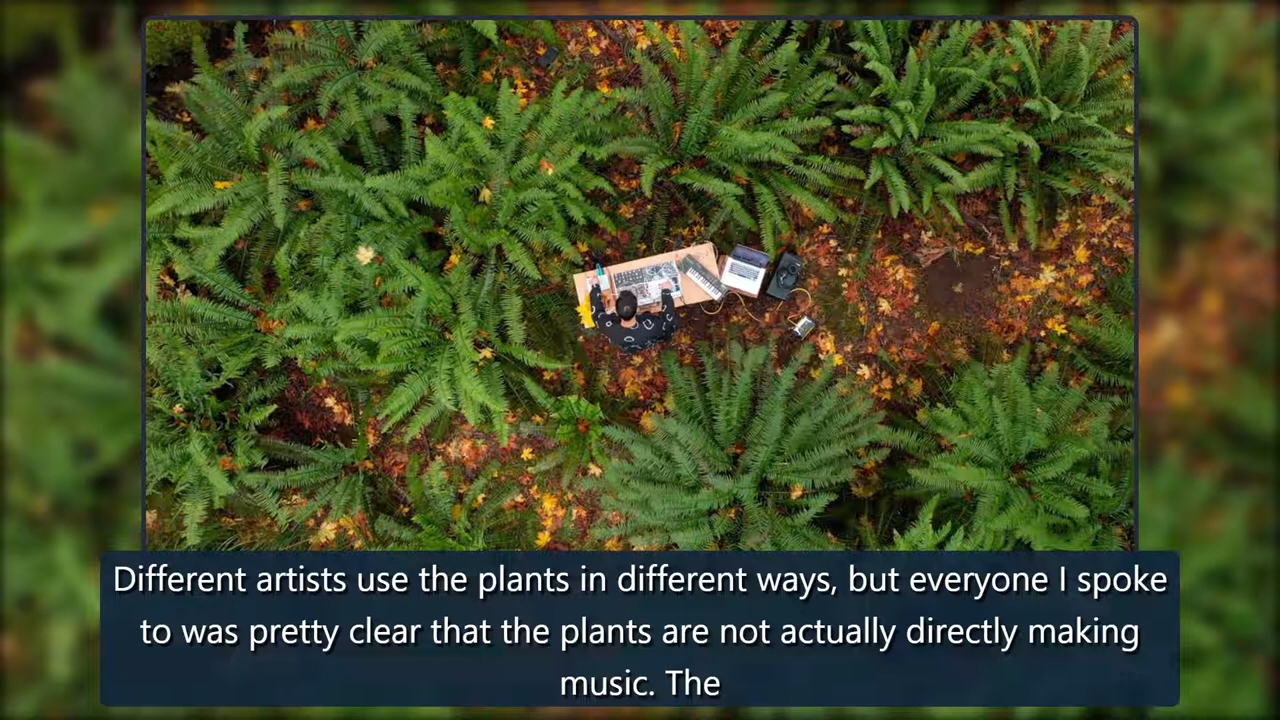 Different artists use the plants in different ways, but everyone I spoke
to was pretty clear that the plants are not actually directly making
music. The